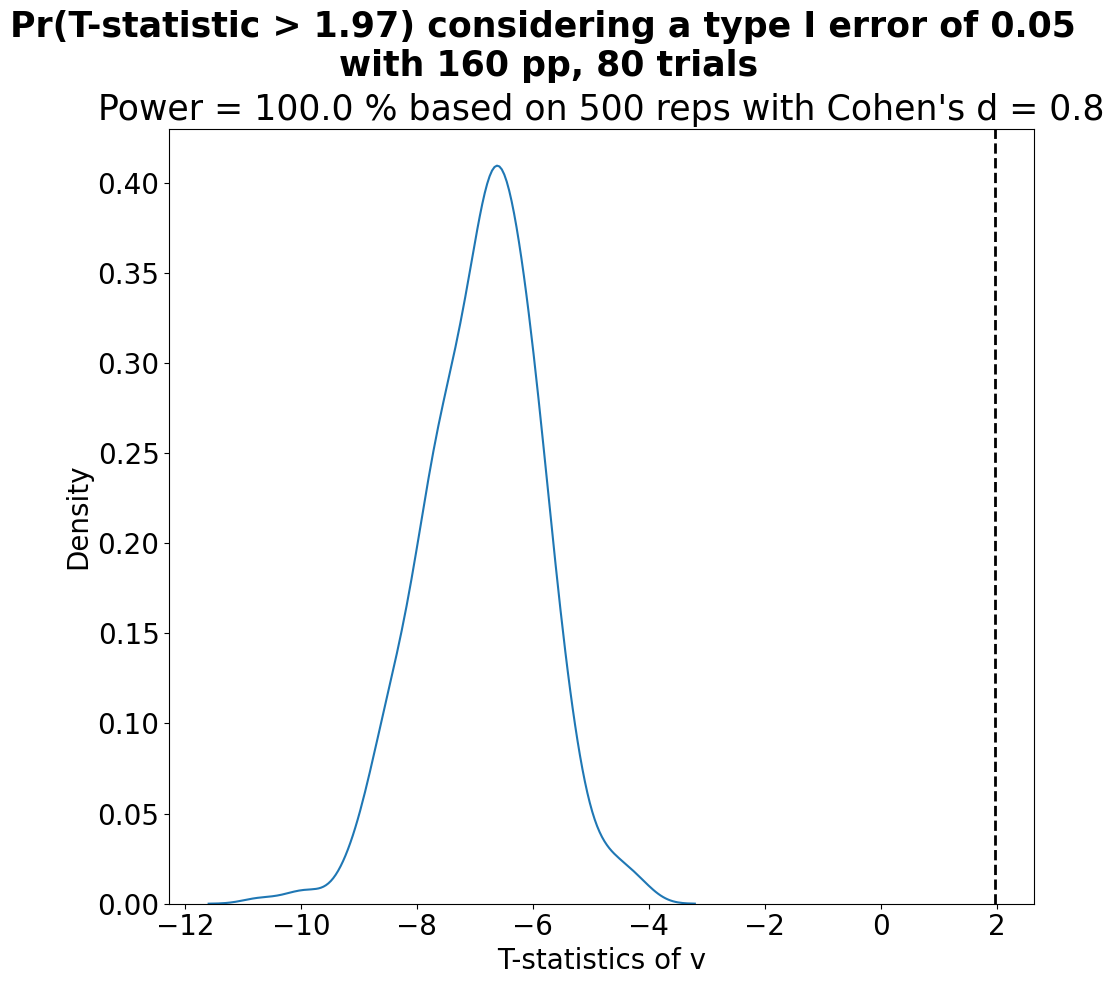 Pr(T-statistic > 1.97) considering a type I error of 0.05
with 160 pp, 80 trials
Power = 100.0 % based on 500 reps with Cohen's d = 0.8
0.40
0.35
0.30
0.25
0.20
0.15
0.10
0.05
0.00
Density
−12 −10 −8 −6 −4 −2 0 2
T-statistics of v